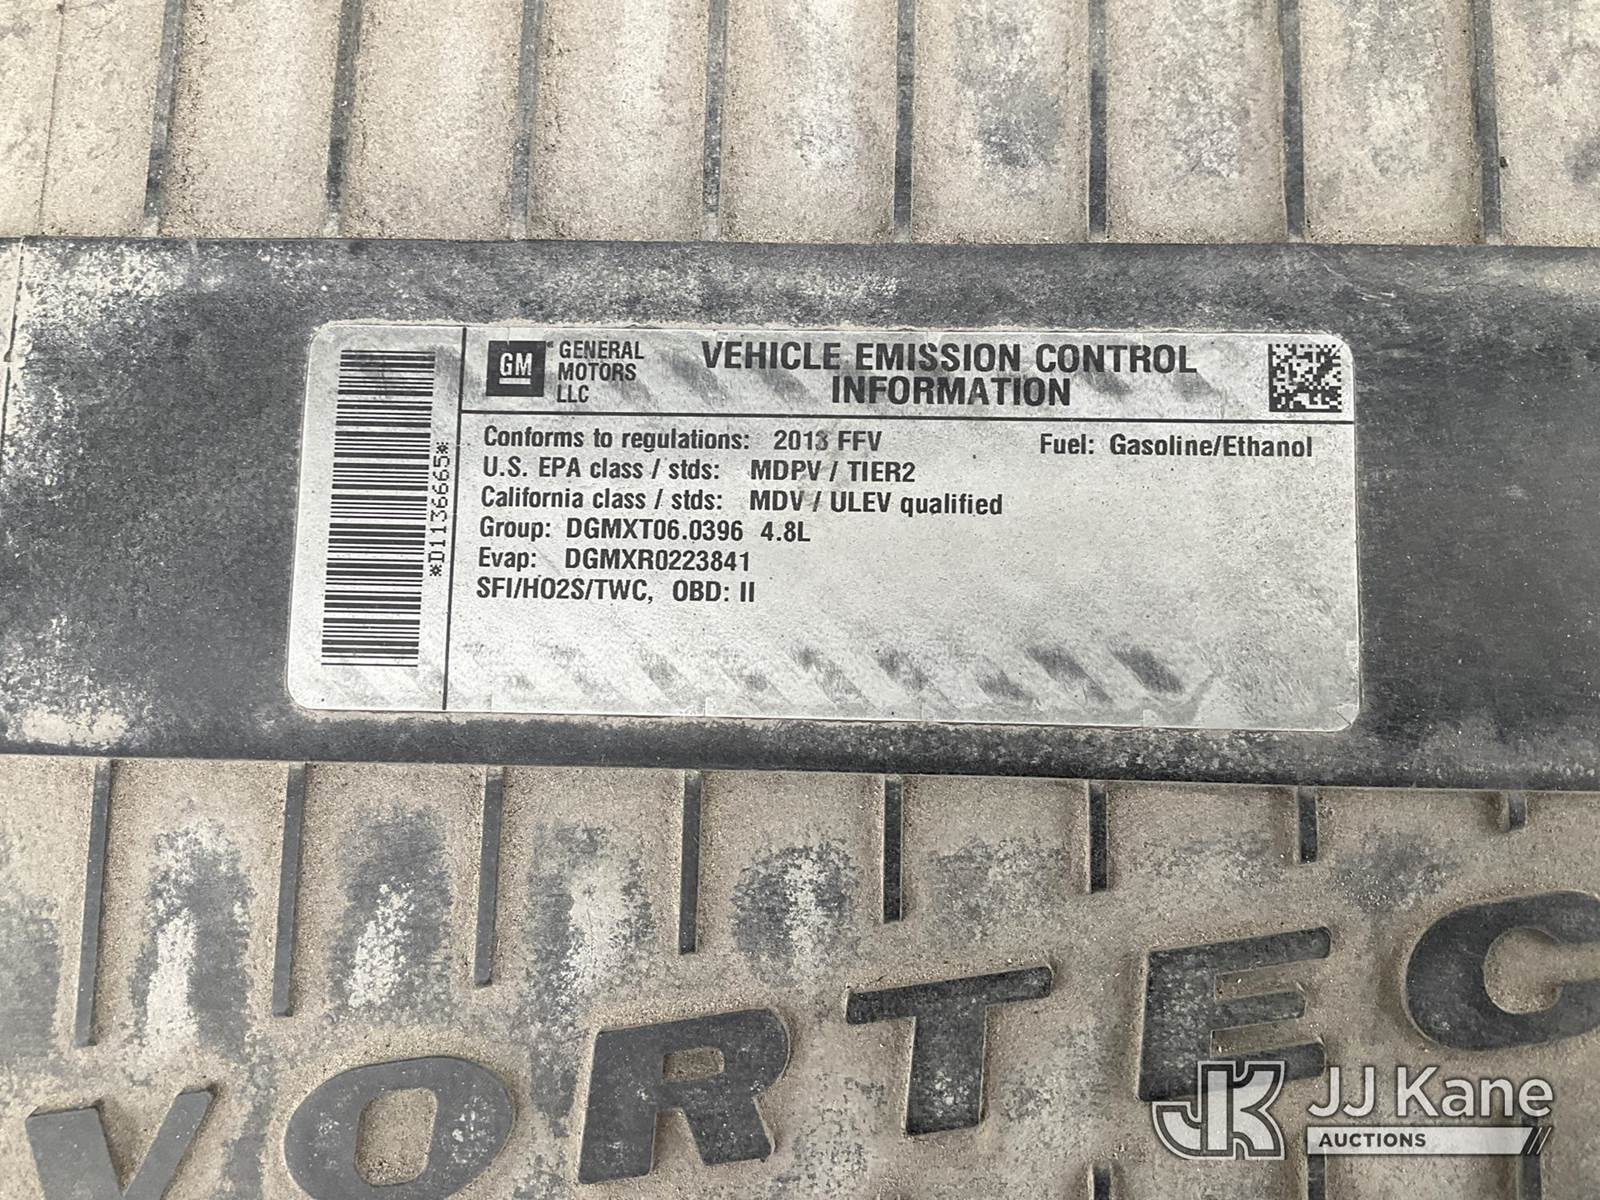 GM GENERAL MOTORS LLC
VEHICLE EMISSION CONTROL
INFORMATION
Conforms to regulations: 2013 FFV Fuel: Gasoline/Ethanol
U.S. EPA class / stds: MDPV / TIER2
California class / stds: MDV / ULEV qualified
Group: DGMXT06.0396 4.8L
Evap: DGMXR0223841
SFI/HO2S/TWC, OBD: II
*D1136665*
VORTEC
JK JJ Kane
AUCTIONS